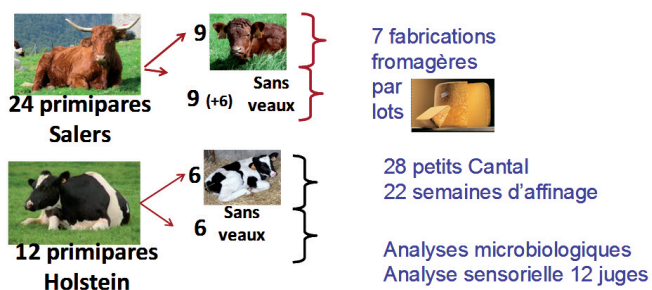 24 primipares
Salers
9
9 (+6)
Sans
veaux
12 primipares
Holstein
6
6
Sans
veaux
7 fabrications
fromagères
par
lots
28 petits Cantal
22 semaines d'affinage
Analyses microbiologiques
Analyse sensorielle 12 juges